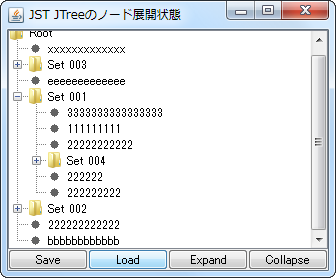 JST JTreeのノード展開状態
Root
xxxxxxxxxxxxx
Set 003
eeeeeeeeeeeee
Set 001
3333333333333333
111111111
22222222222
Set 004
222222
222222222
Set 002
222222222222
bbbbbbbbbbbb
Save Load Expand Collapse